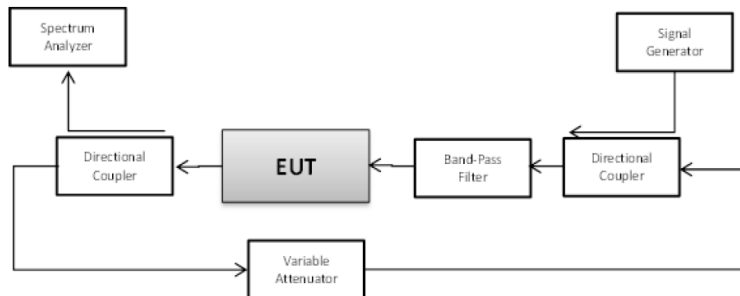 Spectrum
Analyzer
Signal
Generator
Directional
Coupler
EUT
Band-Pass
Filter
Directional
Coupler
Variable
Attenuator